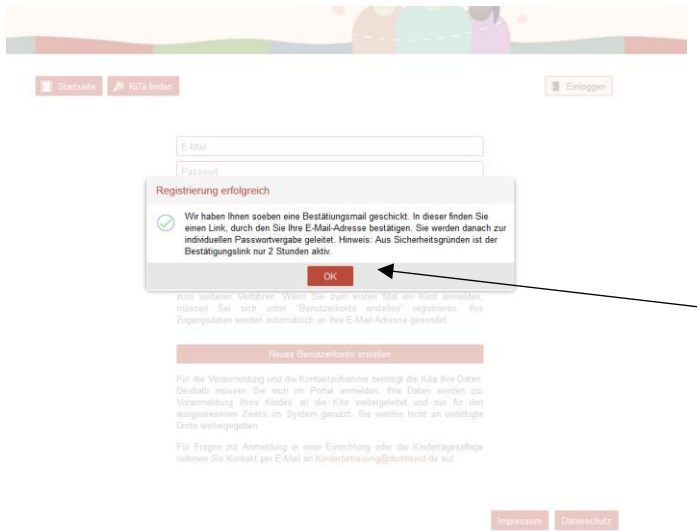 Startseite KiTa finden Einloggen
E-Mail
Passwort
Registrierung erfolgreich
Wir haben Ihnen soeben eine Bestätiungsmail geschickt. In dieser finden Sie
einen Link, durch den Sie Ihre E-Mail-Adresse bestätigen. Sie werden danach zur
individuellen Passwortvergabe geleitet. Hinweis: Aus Sicherheitsgründen ist der
Bestätigungslink nur 2 Stunden aktiv.
OK
zum weiteren Verfahren. Wenn Sie zum ersten Mal ein Kind anmelden,
müssen Sei sich unter "Benutzerkonto erstellen" registrieren. Ihre
Zugangsdaten werden automatisch an Ihre E-Mail-Adresse gesendet.
Neues Benutzerkonto erstellen
Für die Voranmeldung und die Kontaktaufnahme benötigt die Kita Ihre Daten.
Deshalb müssen Sie sich im Portal anmelden. Ihre Daten werden zur
Voranmeldung Ihres Kindes an die Kita weitergeleitet und nur für den
ausgewiesenen Zweck im System genutzt. Sie werden nicht an unbefugte
Dritte weitergegeben.
Für Fragen zur Anmeldung in einer Einrichtung oder der Kindertagespflege
nehmen Sie Kontakt per E-Mail an Kinderbetreuung@dortmund.de auf.
Impressum Datenschutz